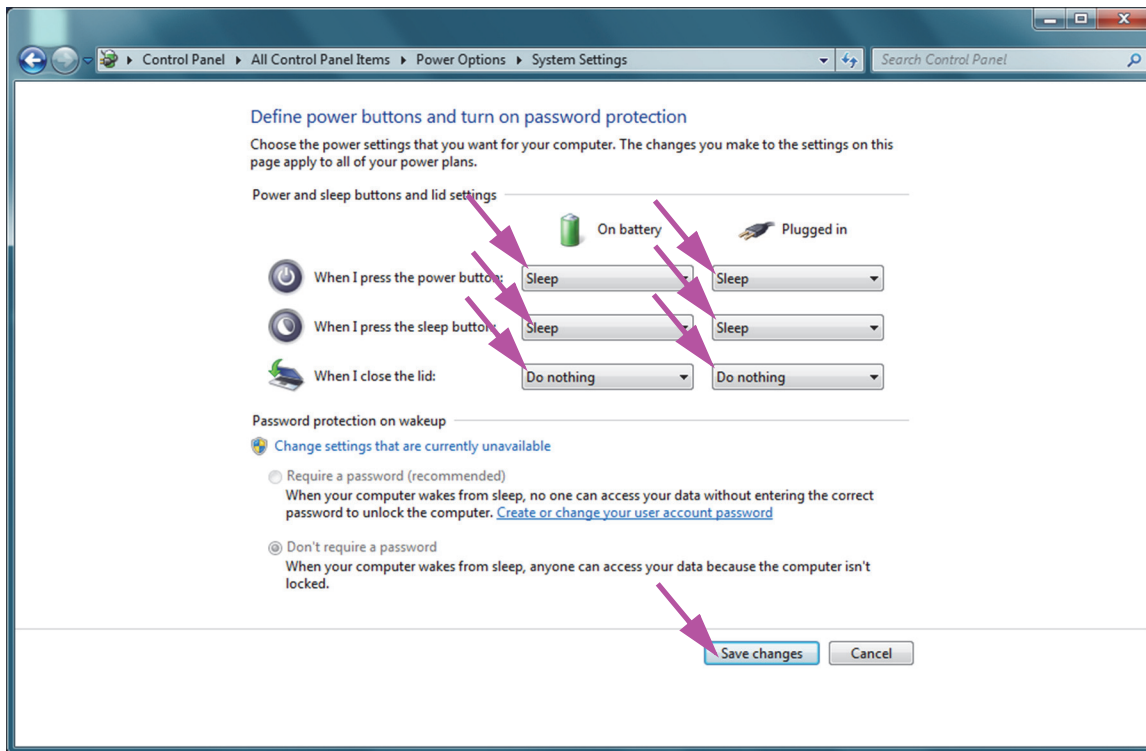 Control Panel ▸ All Control Panel Items ▸ Power Options ▸ System Settings
Search Control Panel
Define power buttons and turn on password protection
Choose the power settings that you want for your computer. The changes you make to the settings on this
page apply to all of your power plans.
Power and sleep buttons and lid settings
On battery
Plugged in
When I press the power button:
Sleep
Sleep
When I press the sleep button:
Sleep
Sleep
When I close the lid:
Do nothing
Do nothing
Password protection on wakeup
Change settings that are currently unavailable
Require a password (recommended)
When your computer wakes from sleep, no one can access your data without entering the correct
password to unlock the computer. Create or change your user account password
Don't require a password
When your computer wakes from sleep, anyone can access your data because the computer isn't
locked.
Save changes
Cancel